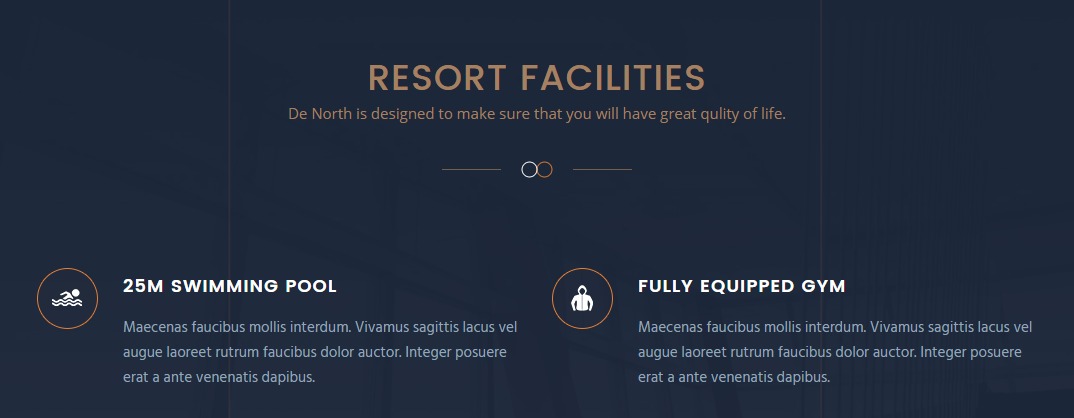 RESORT FACILITIES
De North is designed to make sure that you will have great qulity of life.
25M SWIMMING POOL
Maecenas faucibus mollis interdum. Vivamus sagittis lacus vel
augue laoreet rutrum faucibus dolor auctor. Integer posuere
erat a ante venenatis dapibus.
FULLY EQUIPPED GYM
Maecenas faucibus mollis interdum. Vivamus sagittis lacus vel
augue laoreet rutrum faucibus dolor auctor. Integer posuere
erat a ante venenatis dapibus.